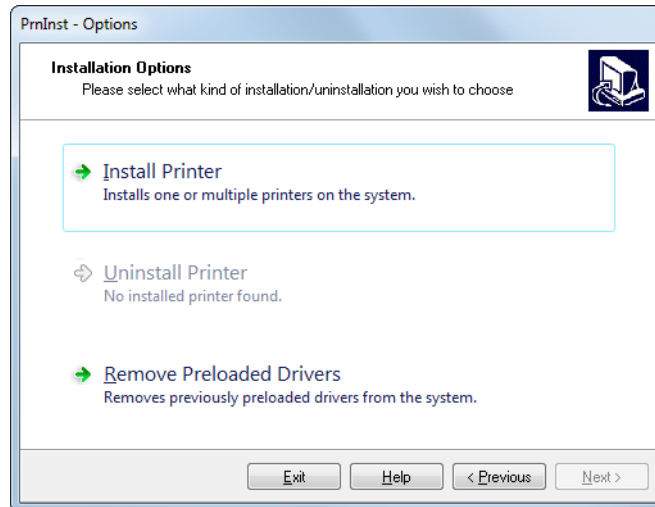 PrnInst - Options
Installation Options
Please select what kind of installation/uninstallation you wish to choose
Install Printer
Installs one or multiple printers on the system.
Uninstall Printer
No installed printer found.
Remove Preloaded Drivers
Removes previously preloaded drivers from the system.
Exit Help < Previous Next >